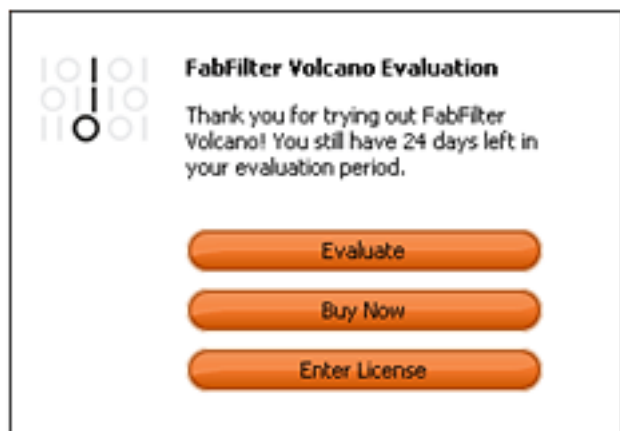 FabFilter Volcano Evaluation
Thank you for trying out FabFilter
Volcano! You still have 24 days left in
your evaluation period.
Evaluate
Buy Now
Enter License